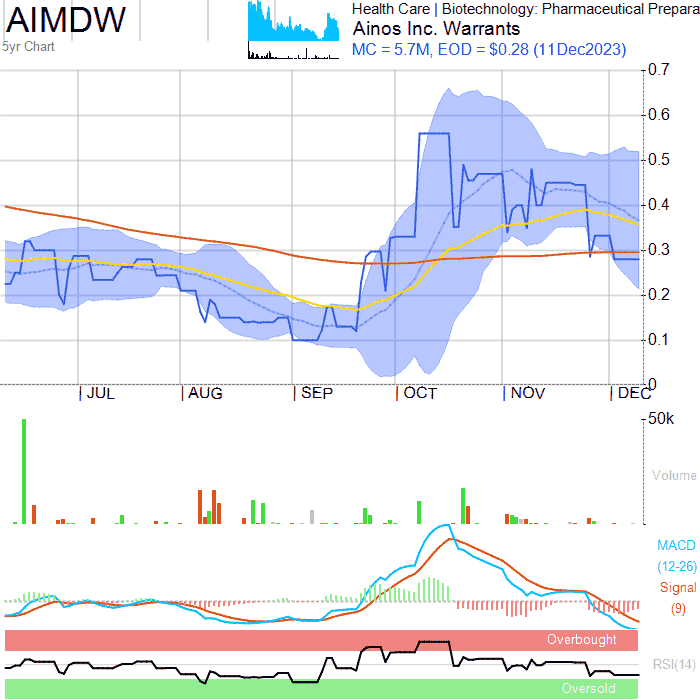 AIMDW
5yr Chart
Health Care | Biotechnology: Pharmaceutical Prepara
Ainos Inc. Warrants
MC = 5.7M, EOD = $0.28 (11Dec2023)
0.7
0.6
0.5
0.4
0.3
0.2
0.1
0
| JUL | AUG | SEP | OCT | NOV | DEC
50k
Volume
MACD
(12-26)
Signal
(9)
Overbought
RSI(14)
Oversold